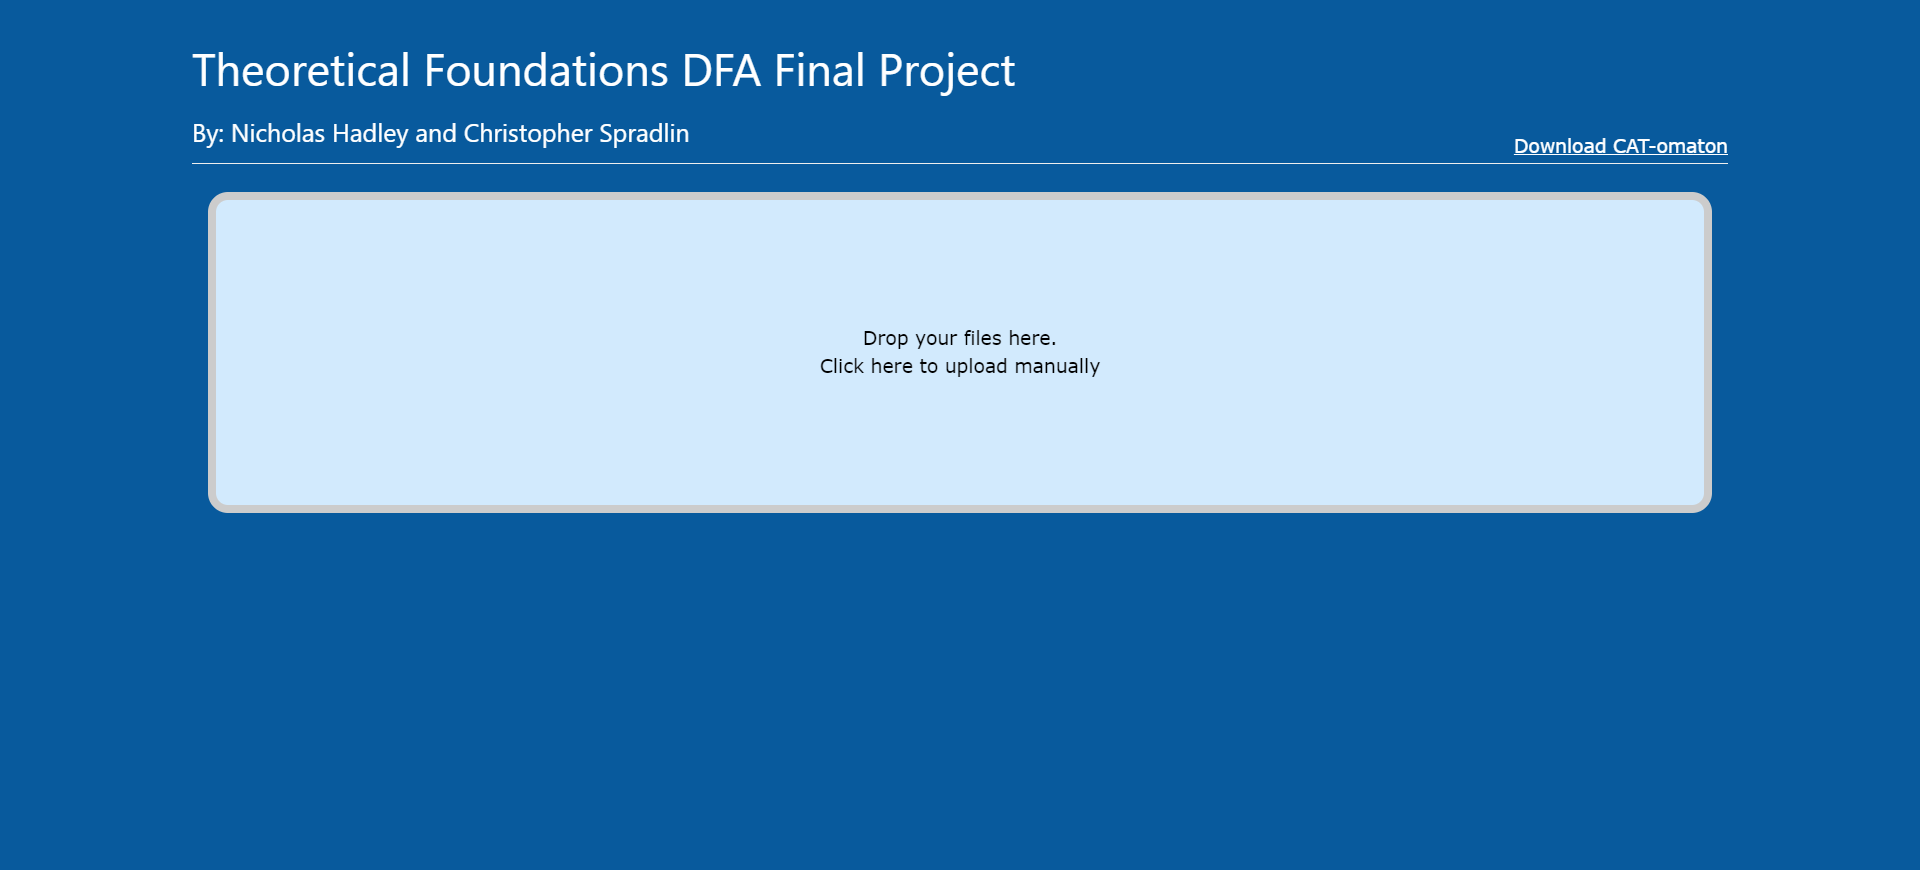 Theoretical Foundations DFA Final Project
By: Nicholas Hadley and Christopher Spradlin
Download CAT-omaton
Drop your files here.
Click here to upload manually